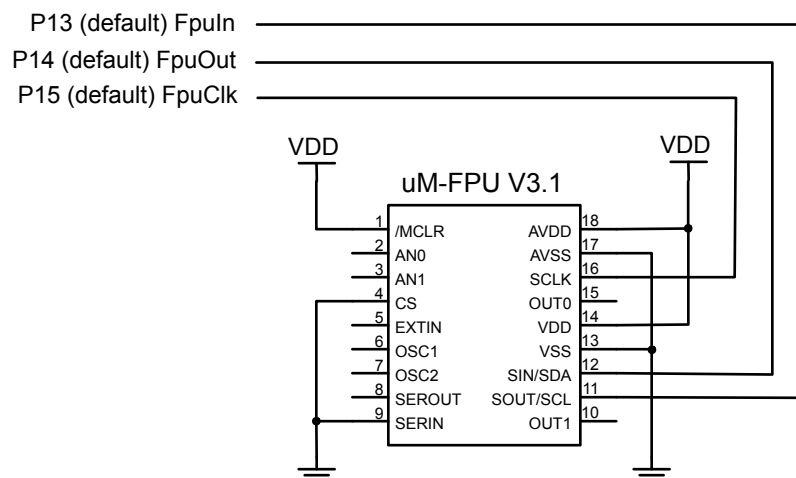 P13 (default) FpuIn
P14 (default) FpuOut
P15 (default) FpuClk
VDD
VDD
uM-FPU V3.1
1 /MCLR AVDD 18
2 AN0 AVSS 17
3 AN1 SCLK 16
4 CS OUT0 15
5 EXTIN VDD 14
6 OSC1 VSS 13
7 OSC2 SIN/SDA 12
8 SEROUT SOUT/SCL 11
9 SERIN OUT1 10